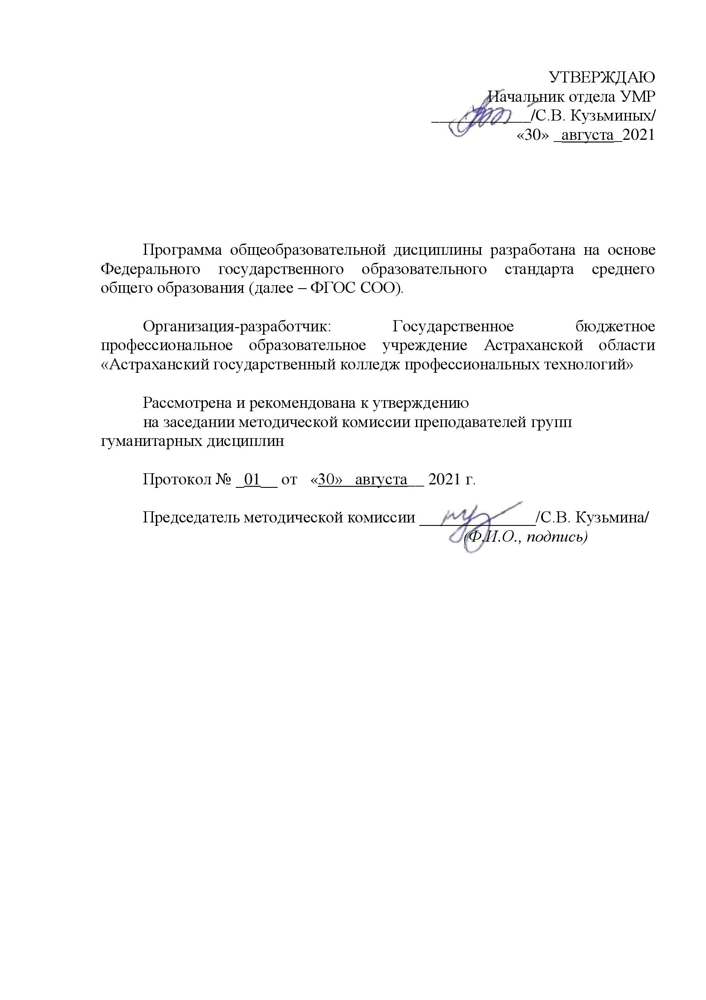 УТВЕРЖДАЮ
Начальник отдела УМР
____________/С.В. Кузьминых/
«30» _августа_2021
Программа общеобразовательной дисциплины разработана на основе
Федерального государственного образовательного стандарта среднего
общего образования (далее – ФГОС СОО).
Организация-разработчик: Государственное бюджетное
профессиональное образовательное учреждение Астраханской области
«Астраханский государственный колледж профессиональных технологий»
Рассмотрена и рекомендована к утверждению
на заседании методической комиссии преподавателей групп
гуманитарных дисциплин
Протокол № _01__ от «30» августа__ 2021 г.
Председатель методической комиссии ______________/С.В. Кузьмина/
(Ф.И.О., подпись)